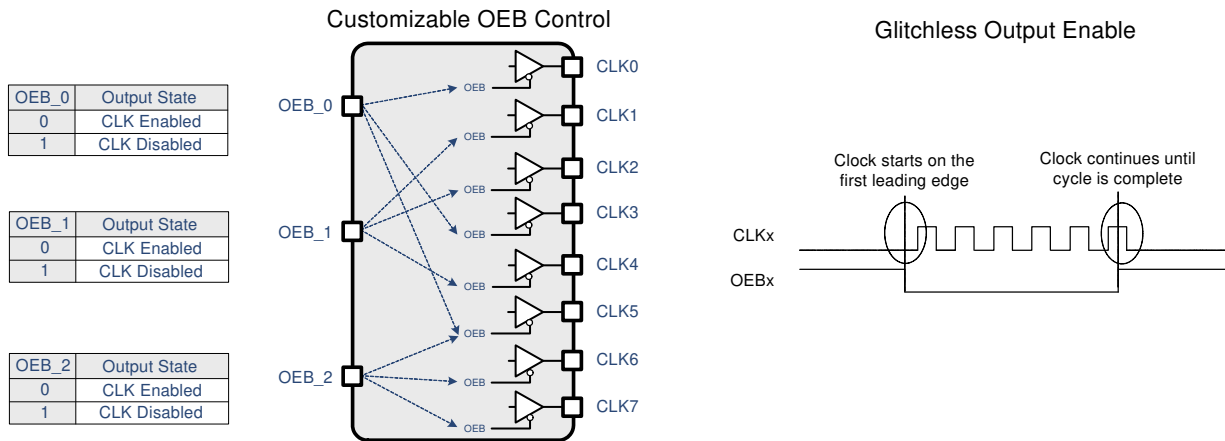 Customizable OEB Control
Glitchless Output Enable
OEB_0 Output State
0 CLK Enabled
1 CLK Disabled
OEB_1 Output State
0 CLK Enabled
1 CLK Disabled
OEB_2 Output State
0 CLK Enabled
1 CLK Disabled
OEB_0
OEB_1
OEB_2
OEB
OEB
OEB
OEB
OEB
OEB
OEB
OEB
CLK0
CLK1
CLK2
CLK3
CLK4
CLK5
CLK6
CLK7
Clock starts on the
first leading edge
Clock continues until
cycle is complete
CLKx
OEBx